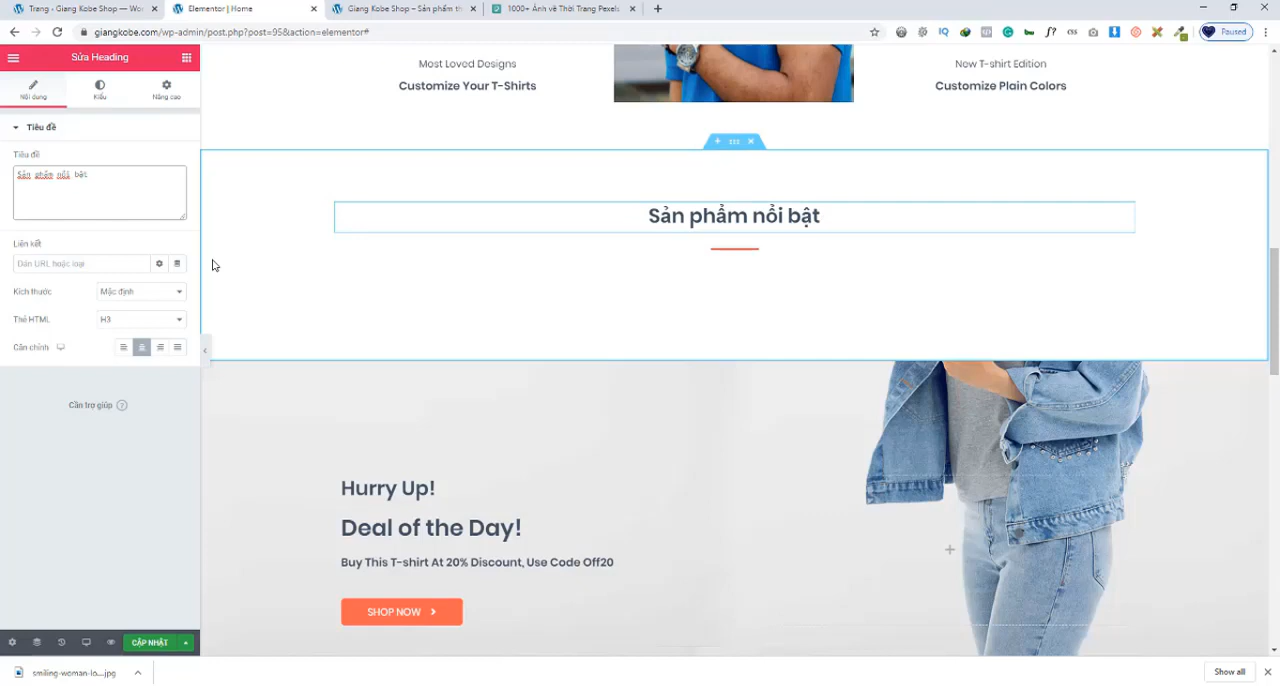 Trang - Giang Kobe Shop — Wo
Elementor | Home
Giang Kobe Shop – Sản phẩm th
1000+ Ảnh về Thời Trang Pexels
giangkobe.com/wp-admin/post.php?post=95&action=elementor#
Paused
Sửa Heading
Nội dung
Kiểu
Nâng cao
Tiêu đề
Tiêu đề
Sản phẩm nổi bật
Liên kết
Dán URL hoặc loại
Kích thước
Mặc định
Thẻ HTML
H3
Căn chỉnh
Cần trợ giúp
CẬP NHẬT
Most Loved Designs
Customize Your T-Shirts
New T-shirt Edition
Customize Plain Colors
Sản phẩm nổi bật
Hurry Up!
Deal of the Day!
Buy This T-shirt At 20% Discount, Use Code Off20
SHOP NOW
smiling-woman-lo....jpg
Show all